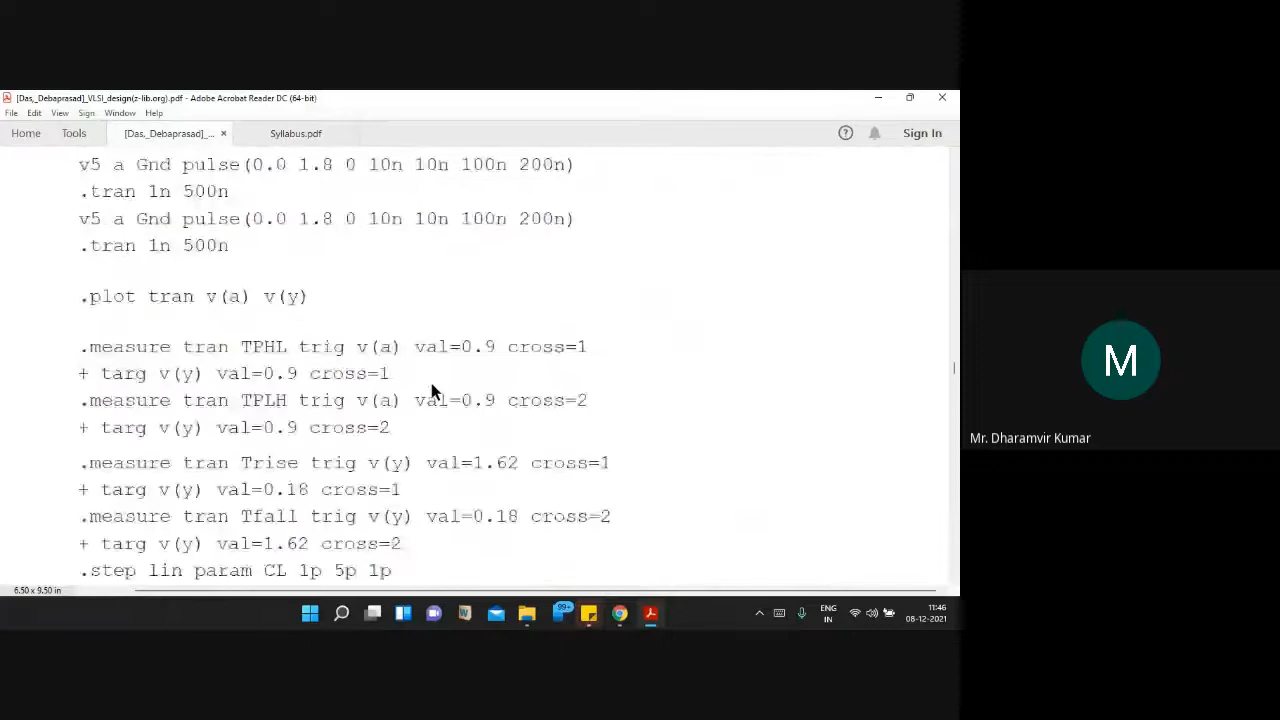 [Das,_Debaprasad]_VLSI_design(z-lib.org).pdf - Adobe Acrobat Reader DC (64-bit)
File Edit View Sign Window Help
Home Tools [Das,_Debaprasad]_... × Syllabus.pdf Sign In
v5 a Gnd pulse(0.0 1.8 0 10n 10n 100n 200n)
.tran 1n 500n
v5 a Gnd pulse(0.0 1.8 0 10n 10n 100n 200n)
.tran 1n 500n
.plot tran v(a) v(y)
.measure tran TPHL trig v(a) val=0.9 cross=1
+ targ v(y) val=0.9 cross=1
.measure tran TPLH trig v(a) val=0.9 cross=2
+ targ v(y) val=0.9 cross=2
.measure tran Trise trig v(y) val=1.62 cross=1
+ targ v(y) val=0.18 cross=1
.measure tran Tfall trig v(y) val=0.18 cross=2
+ targ v(y) val=1.62 cross=2
.step lin param CL 1p 5p 1p
6.50 x 9.50 in
99+
ENG
IN
11:46
08-12-2021
M
Mr. Dharamvir Kumar